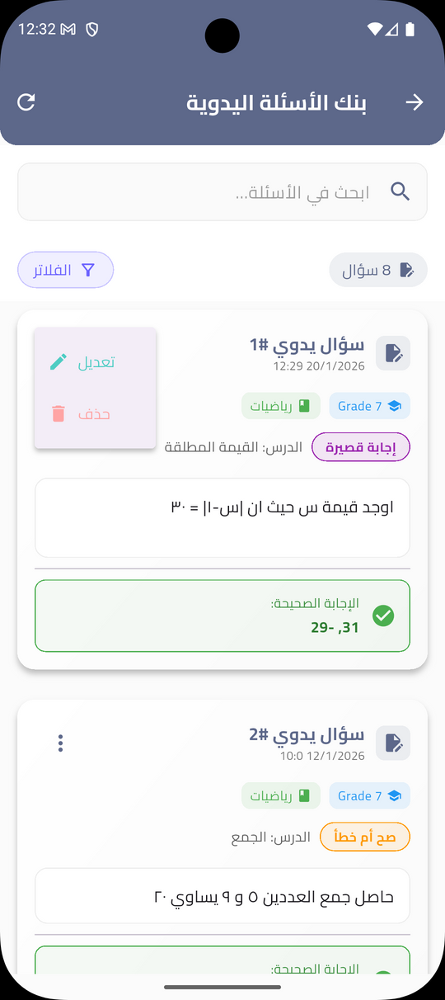 12:32
بنك الأسئلة اليدوية
ابحث في الأسئلة...
8 سؤال
الفلاتر
سؤال يدوي #1
12:29 20/1/2026
تعديل
حذف
Grade 7
رياضيات
إجابة قصيرة
الدرس: القيمة المطلقة
اوجد قيمة س حيث ان |س-١| = ٣٠
الإجابة الصحيحة:
31, -29
سؤال يدوي #2
10:0 12/1/2026
Grade 7
رياضيات
صح أم خطأ
الدرس: الجمع
حاصل جمع العددين ٥ و ٩ يساوي ٢٠
الإجابة الصحيحة: